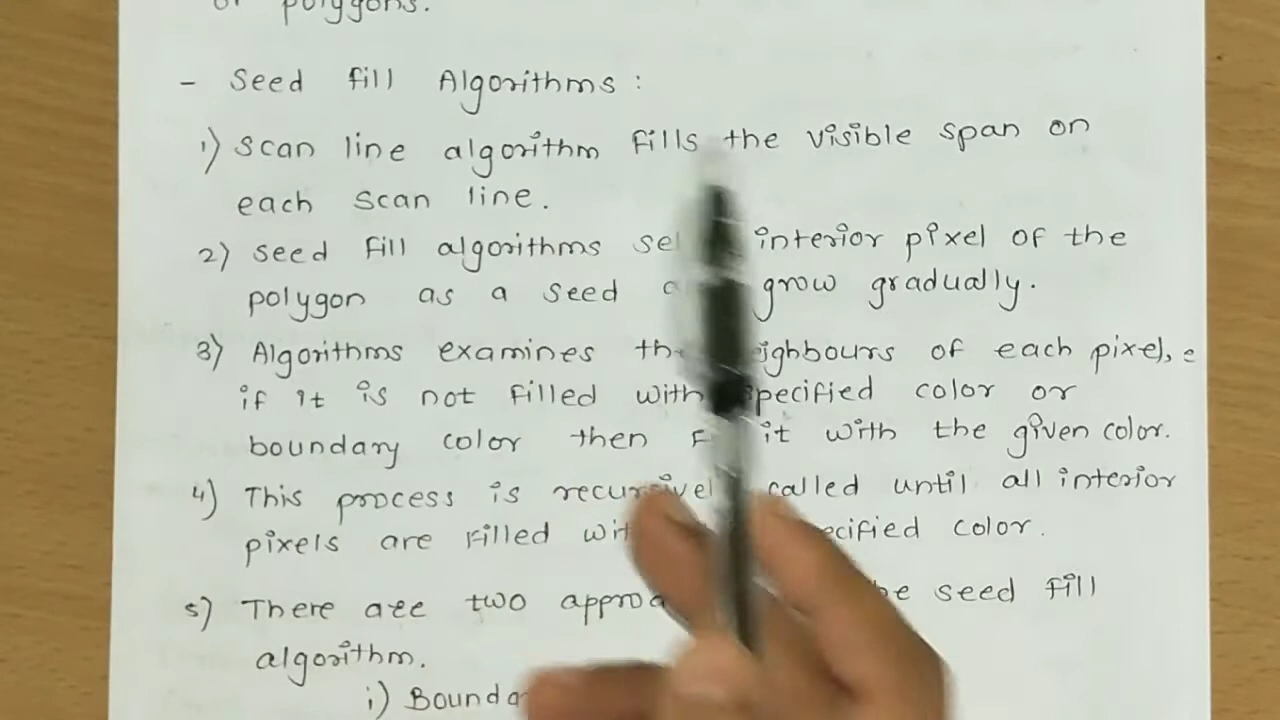 polygons.
- Seed fill Algorithms :
1) Scan line algorithm fills the visible span on
each scan line.
2) seed fill algorithms interior pixel of the
polygon as a seed grow gradually.
3) Algorithms examines of each pixel,
if it is not filled with specified color or
boundary color then it with the given color.
4) This process is called until all interior
pixels are filled color.
5) There are two seed fill
algorithm.
i)